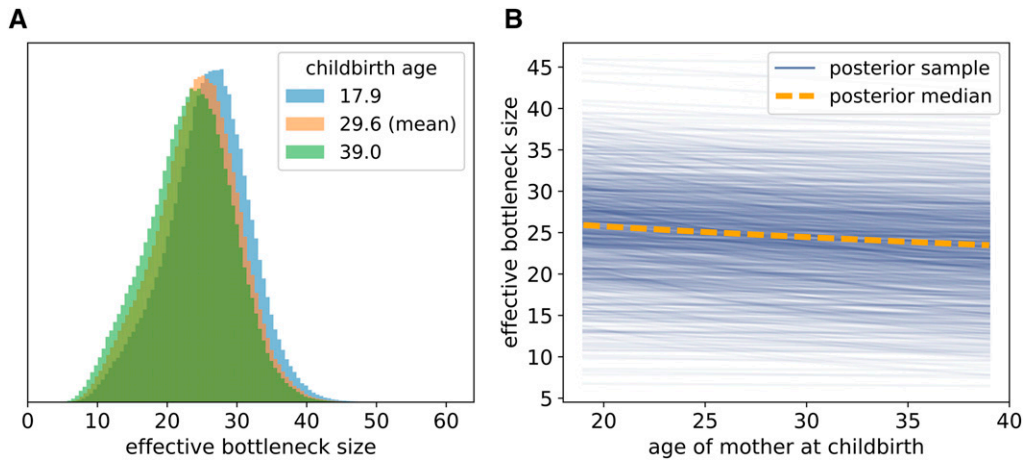 A
childbirth age
17.9
29.6 (mean)
39.0
0 10 20 30 40 50 60
effective bottleneck size
B
posterior sample
posterior median
45
40
35
30
25
20
15
10
5
effective bottleneck size
20 25 30 35 40
age of mother at childbirth